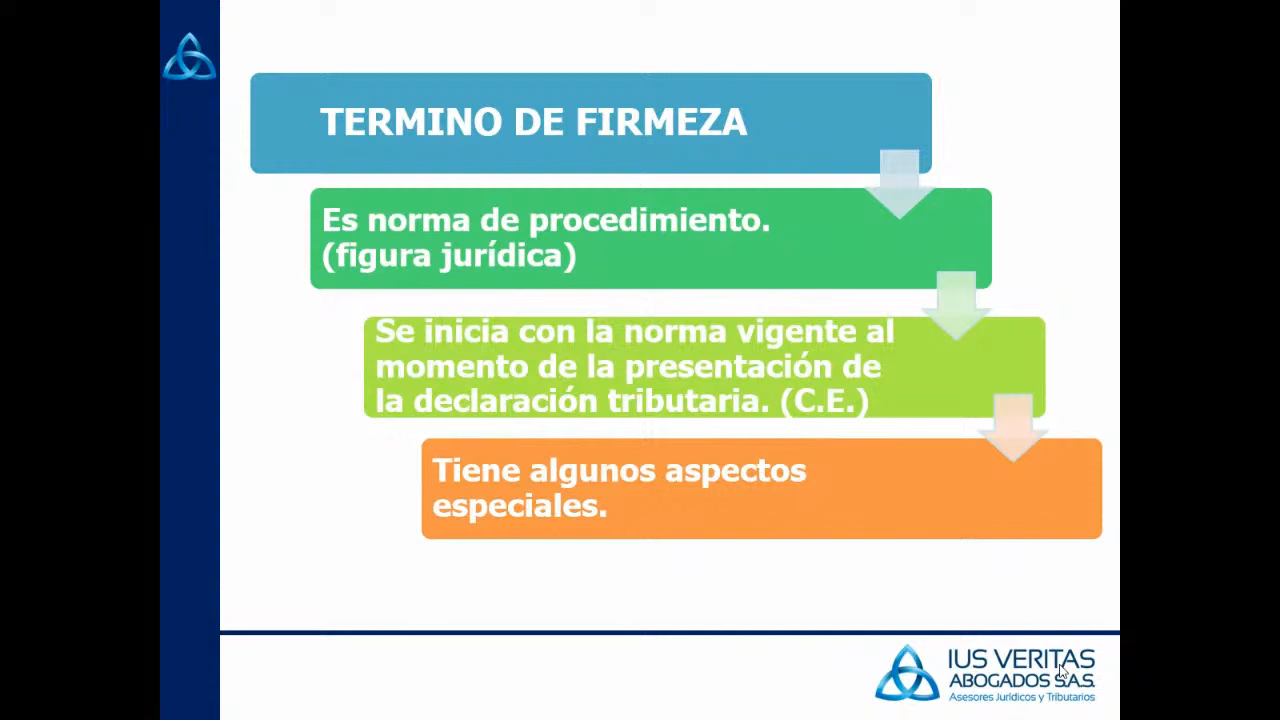 TERMINO DE FIRMEZA
Es norma de procedimiento.
(figura jurídica)
Se inicia con la norma vigente al
momento de la presentación de
la declaración tributaria. (C.E.)
Tiene algunos aspectos
especiales.
IUS VERITAS
ABOGADOS S.A.S.
Asesores Jurídicos y Tributarios